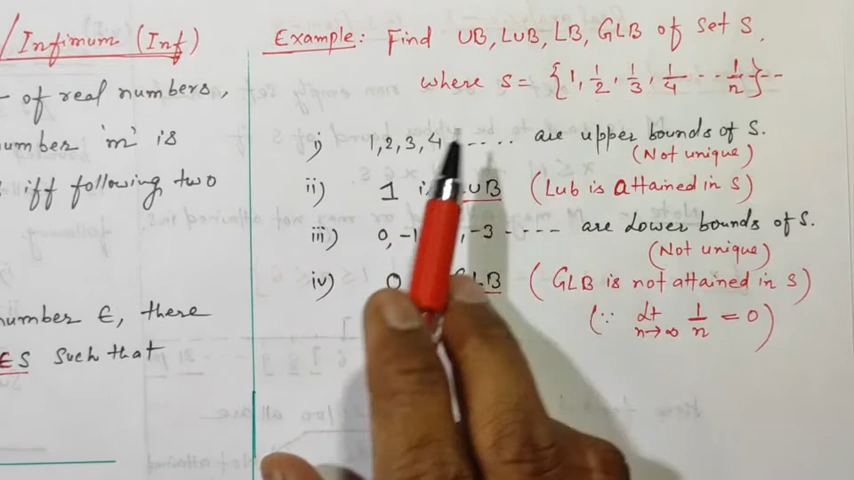 /Infimum (Inf)
of real numbers,
number 'm' is
iff following two
number ε, there
ES such that
Example: Find UB, LUB, LB, GLB of Set S.
where S = {1, 1/2, 1/3, 1/4 -- 1/n}--
i) 1,2,3,4 .... are upper bounds of S.
(Not unique)
ii) 1 i UB (Lub is attained in S)
iii) 0, -1 , -3 ---- are Lower bounds of S.
(Not unique)
iv) 0 GLB (GLB is not attained in S)
(∵ Lt n→∞ 1/n = 0)